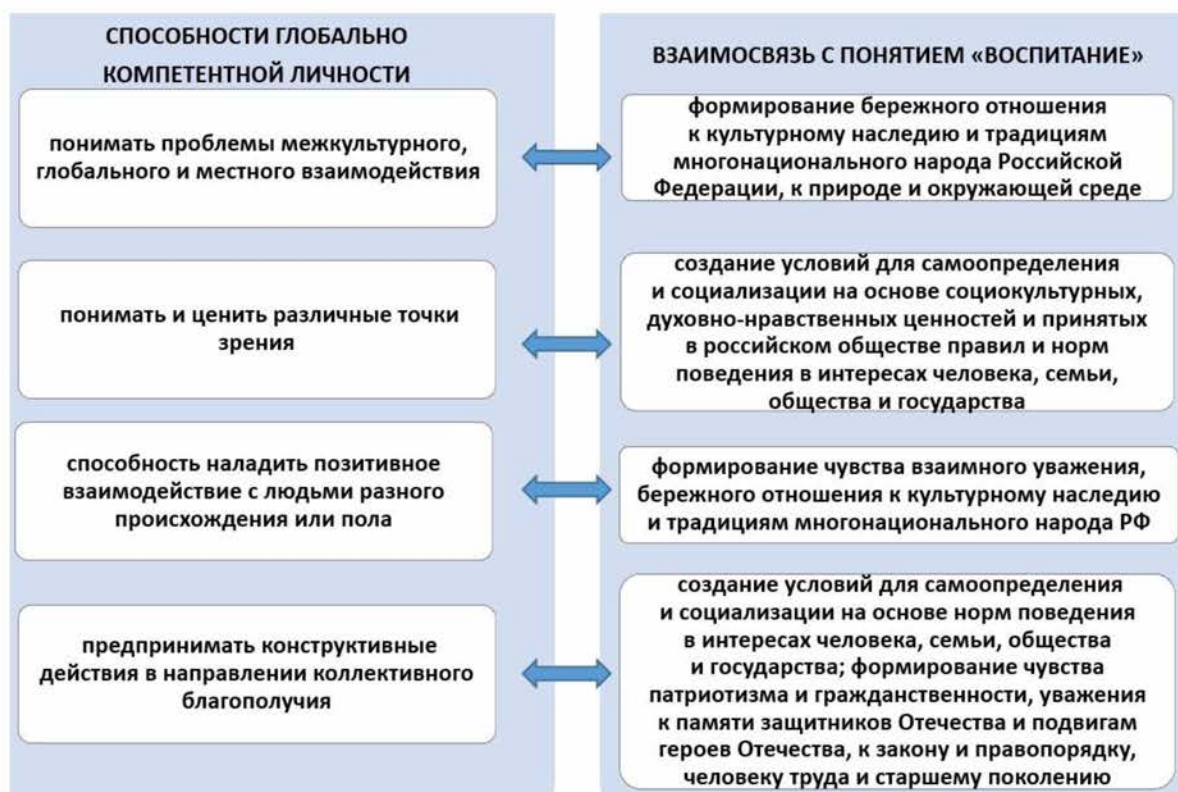 СПОСОБНОСТИ ГЛОБАЛЬНО
КОМПЕТЕНТНОЙ ЛИЧНОСТИ
понимать проблемы межкультурного,
глобального и местного взаимодействия
понимать и ценить различные точки
зрения
способность наладить позитивное
взаимодействие с людьми разного
происхождения или пола
предпринимать конструктивные
действия в направлении коллективного
благополучия
ВЗАИМОСВЯЗЬ С ПОНЯТИЕМ «ВОСПИТАНИЕ»
формирование бережного отношения
к культурному наследию и традициям
многонационального народа Российской
Федерации, к природе и окружающей среде
создание условий для самоопределения
и социализации на основе социокультурных,
духовно-нравственных ценностей и принятых
в российском обществе правил и норм
поведения в интересах человека, семьи,
общества и государства
формирование чувства взаимного уважения,
бережного отношения к культурному наследию
и традициям многонационального народа РФ
создание условий для самоопределения
и социализации на основе норм поведения
в интересах человека, семьи, общества
и государства; формирование чувства
патриотизма и гражданственности, уважения
к памяти защитников Отечества и подвигам
героев Отечества, к закону и правопорядку,
человеку труда и старшему поколению